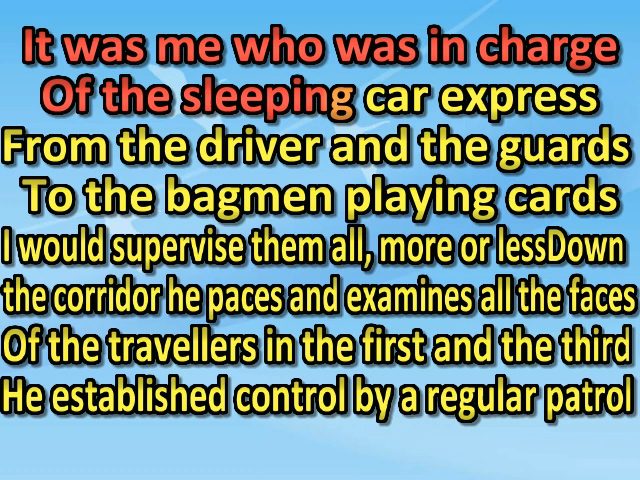 It was me who was in charge
Of the sleeping car express
From the driver and the guards
To the bagmen playing cards
I would supervise them all, more or lessDown
the corridor he paces and examines all the faces
Of the travellers in the first and the third
He established control by a regular patrol